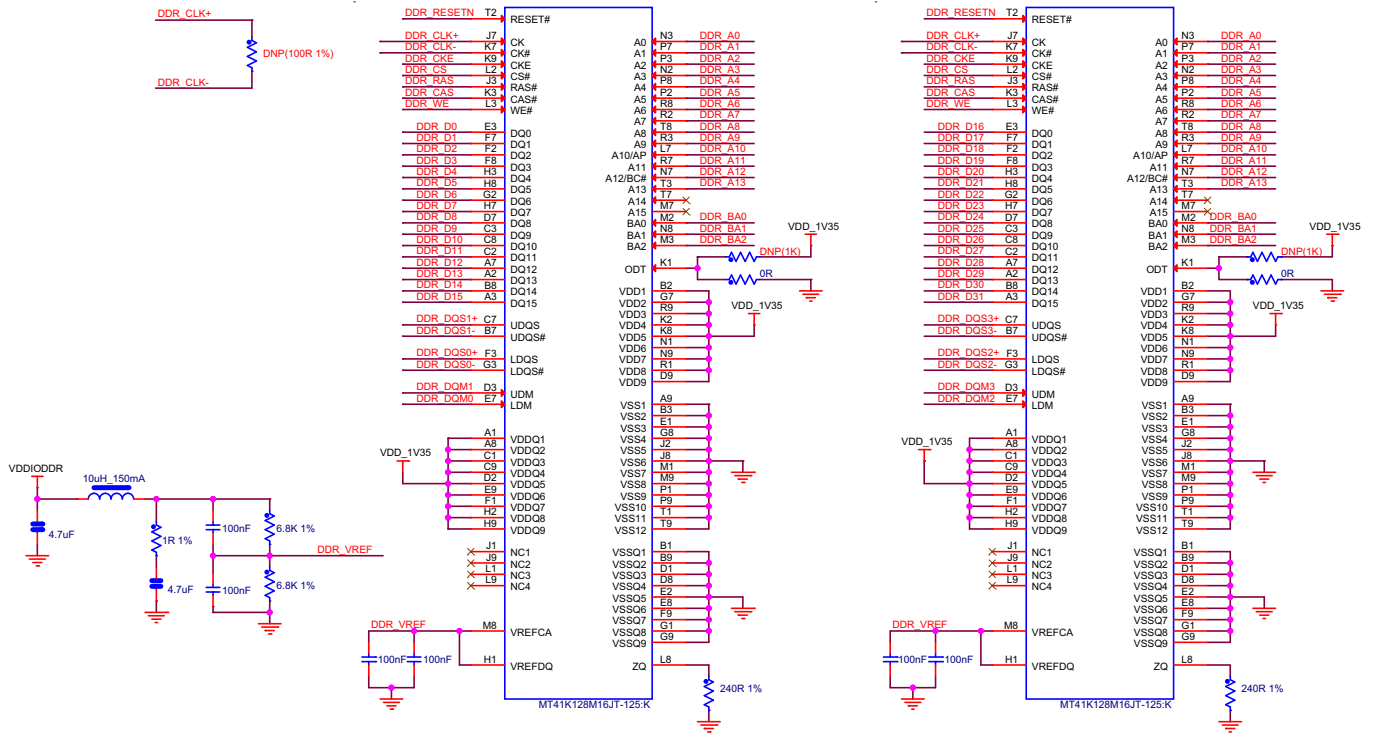 DDR_CLK+
DNP(100R 1%)
DDR_CLK-
VDDIODDR
10uH_150mA
4.7uF
1R 1%
4.7uF
100nF
100nF
6.8K 1%
6.8K 1%
DDR_VREF
DDR_RESETN T2 RESET#
DDR_CLK+ J7 CK
DDR_CLK- K7 CK#
DDR_CKE K9 CKE
DDR_CS L2 CS#
DDR_RAS J3 RAS#
DDR_CAS K3 CAS#
DDR_WE L3 WE#
DDR_D0 E3 DQ0
DDR_D1 F7 DQ1
DDR_D2 F2 DQ2
DDR_D3 F8 DQ3
DDR_D4 H3 DQ4
DDR_D5 H8 DQ5
DDR_D6 G2 DQ6
DDR_D7 H7 DQ7
DDR_D8 D7 DQ8
DDR_D9 C3 DQ9
DDR_D10 C8 DQ10
DDR_D11 C2 DQ11
DDR_D12 A7 DQ12
DDR_D13 A2 DQ13
DDR_D14 B8 DQ14
DDR_D15 A3 DQ15
DDR_DQS1+ C7 UDQS
DDR_DQS1- B7 UDQS#
DDR_DQS0+ F3 LDQS
DDR_DQS0- G3 LDQS#
DDR_DQM1 D3 UDM
DDR_DQM0 E7 LDM
VDD_1V35
A1 VDDQ1
A8 VDDQ2
C1 VDDQ3
C9 VDDQ4
D2 VDDQ5
E9 VDDQ6
F1 VDDQ7
H2 VDDQ8
H9 VDDQ9
J1 NC1
J9 NC2
L1 NC3
L9 NC4
DDR_VREF M8 VREFCA
100nF 100nF
H1 VREFDQ
A0 N3 DDR_A0
A1 P7 DDR_A1
A2 P3 DDR_A2
A3 N2 DDR_A3
A4 P8 DDR_A4
A5 P2 DDR_A5
A6 R8 DDR_A6
A7 R2 DDR_A7
A8 T8 DDR_A8
A9 R3 DDR_A9
A10/AP L7 DDR_A10
A11 R7 DDR_A11
A12/BC# N7 DDR_A12
A13 T3 DDR_A13
A14 T7
A15 M7
BA0 M2 DDR_BA0
BA1 N8 DDR_BA1
BA2 M3 DDR_BA2
VDD_1V35
DNP(1K)
ODT K1
0R
VDD1 B2
VDD2 G7
VDD3 R9
VDD4 K2
VDD5 K8
VDD6 N1
VDD7 N9
VDD8 R1
VDD9 D9
VDD_1V35
VSS1 A9
VSS2 B3
VSS3 E1
VSS4 G8
VSS5 J2
VSS6 J8
VSS7 M1
VSS8 M9
VSS9 P1
VSS10 P9
VSS11 T1
VSS12 T9
VSSQ1 B1
VSSQ2 B9
VSSQ3 D1
VSSQ4 D8
VSSQ5 E2
VSSQ6 E8
VSSQ7 F9
VSSQ8 G1
VSSQ9 G9
ZQ L8
240R 1%
MT41K128M16JT-125:K
DDR_RESETN T2 RESET#
DDR_CLK+ J7 CK
DDR_CLK- K7 CK#
DDR_CKE K9 CKE
DDR_CS L2 CS#
DDR_RAS J3 RAS#
DDR_CAS K3 CAS#
DDR_WE L3 WE#
DDR_D16 E3 DQ0
DDR_D17 F7 DQ1
DDR_D18 F2 DQ2
DDR_D19 F8 DQ3
DDR_D20 H3 DQ4
DDR_D21 H8 DQ5
DDR_D22 G2 DQ6
DDR_D23 H7 DQ7
DDR_D24 D7 DQ8
DDR_D25 C3 DQ9
DDR_D26 C8 DQ10
DDR_D27 C2 DQ11
DDR_D28 A7 DQ12
DDR_D29 A2 DQ13
DDR_D30 B8 DQ14
DDR_D31 A3 DQ15
DDR_DQS3+ C7 UDQS
DDR_DQS3- B7 UDQS#
DDR_DQS2+ F3 LDQS
DDR_DQS2- G3 LDQS#
DDR_DQM3 D3 UDM
DDR_DQM2 E7 LDM
VDD_1V35
A1 VDDQ1
A8 VDDQ2
C1 VDDQ3
C9 VDDQ4
D2 VDDQ5
E9 VDDQ6
F1 VDDQ7
H2 VDDQ8
H9 VDDQ9
J1 NC1
J9 NC2
L1 NC3
L9 NC4
DDR_VREF M8 VREFCA
100nF 100nF
H1 VREFDQ
A0 N3 DDR_A0
A1 P7 DDR_A1
A2 P3 DDR_A2
A3 N2 DDR_A3
A4 P8 DDR_A4
A5 P2 DDR_A5
A6 R8 DDR_A6
A7 R2 DDR_A7
A8 T8 DDR_A8
A9 R3 DDR_A9
A10/AP L7 DDR_A10
A11 R7 DDR_A11
A12/BC# N7 DDR_A12
A13 T3 DDR_A13
A14 T7
A15 M7
BA0 M2 DDR_BA0
BA1 N8 DDR_BA1
BA2 M3 DDR_BA2
VDD_1V35
DNP(1K)
ODT K1
0R
VDD1 B2
VDD2 G7
VDD3 R9
VDD4 K2
VDD5 K8
VDD6 N1
VDD7 N9
VDD8 R1
VDD9 D9
VDD_1V35
VSS1 A9
VSS2 B3
VSS3 E1
VSS4 G8
VSS5 J2
VSS6 J8
VSS7 M1
VSS8 M9
VSS9 P1
VSS10 P9
VSS11 T1
VSS12 T9
VSSQ1 B1
VSSQ2 B9
VSSQ3 D1
VSSQ4 D8
VSSQ5 E2
VSSQ6 E8
VSSQ7 F9
VSSQ8 G1
VSSQ9 G9
ZQ L8
240R 1%
MT41K128M16JT-125:K